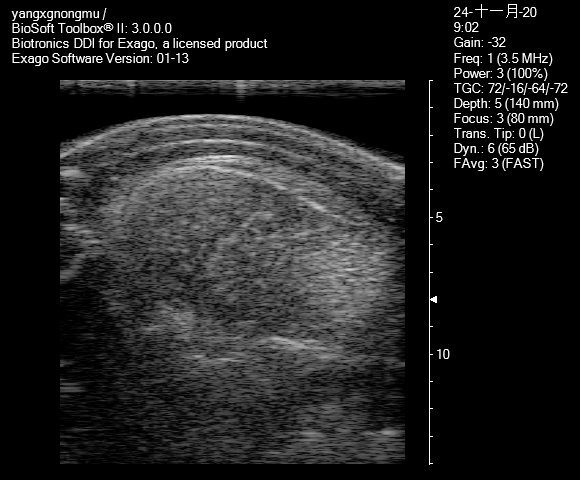 yangxgnongmu /
BioSoft Toolbox® II: 3.0.0.0
Biotronics DDI for Exago, a licensed product
Exago Software Version: 01-13
24-十一月-20
9:02
Gain: -32
Freq: 1 (3.5 MHz)
Power: 3 (100%)
TGC: 72/-16/-64/-72
Depth: 5 (140 mm)
Focus: 3 (80 mm)
Trans. Tip: 0 (L)
Dyn.: 6 (65 dB)
FAvg: 3 (FAST)
5
10